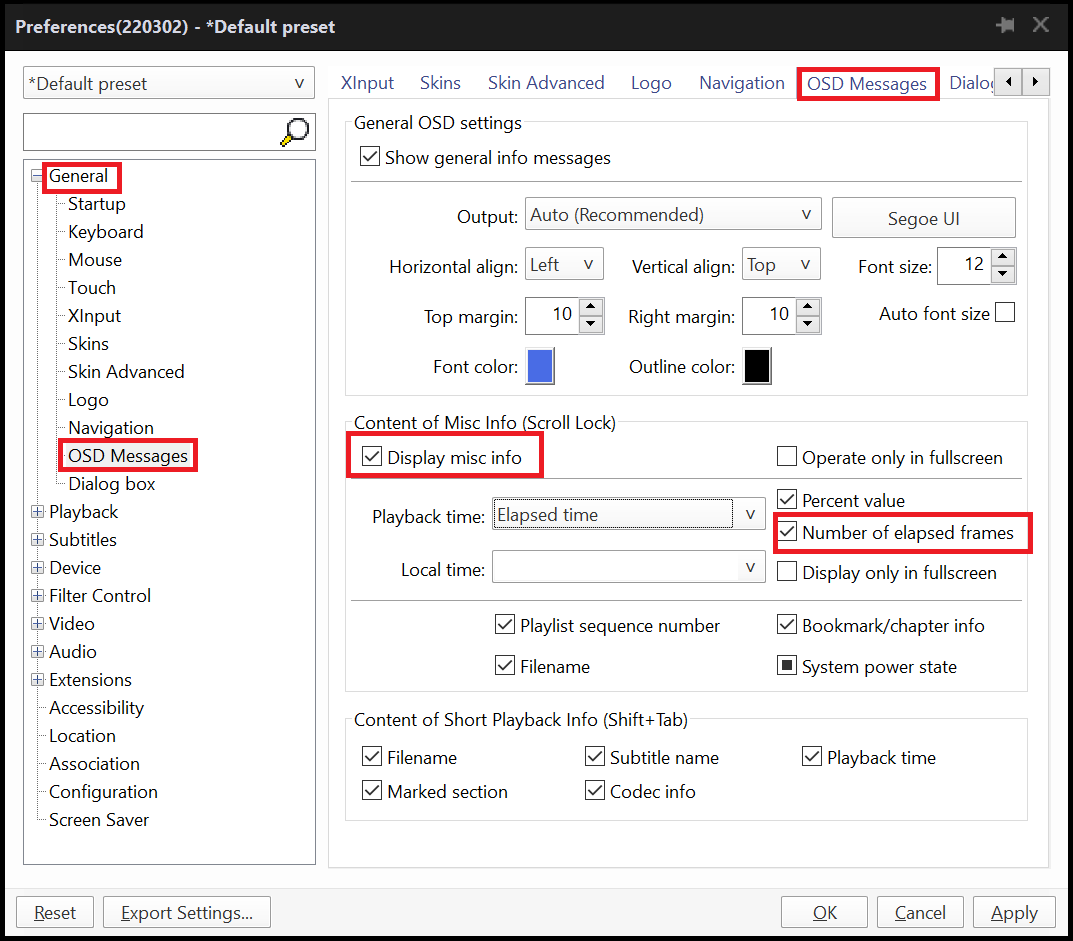 Preferences(220302) - *Default preset
*Default preset
XInput Skins Skin Advanced Logo Navigation OSD Messages Dialog
General
Startup
Keyboard
Mouse
Touch
XInput
Skins
Skin Advanced
Logo
Navigation
OSD Messages
Dialog box
Playback
Subtitles
Device
Filter Control
Video
Audio
Extensions
Accessibility
Location
Association
Configuration
Screen Saver
General OSD settings
Show general info messages
Output: Auto (Recommended) Segoe UI
Horizontal align: Left Vertical align: Top Font size: 12
Top margin: 10 Right margin: 10 Auto font size
Font color: Outline color:
Content of Misc Info (Scroll Lock)
Display misc info Operate only in fullscreen
Percent value
Playback time: Elapsed time
Number of elapsed frames
Local time: Display only in fullscreen
Playlist sequence number Bookmark/chapter info
Filename System power state
Content of Short Playback Info (Shift+Tab)
Filename Subtitle name Playback time
Marked section Codec info
Reset Export Settings... OK Cancel Apply